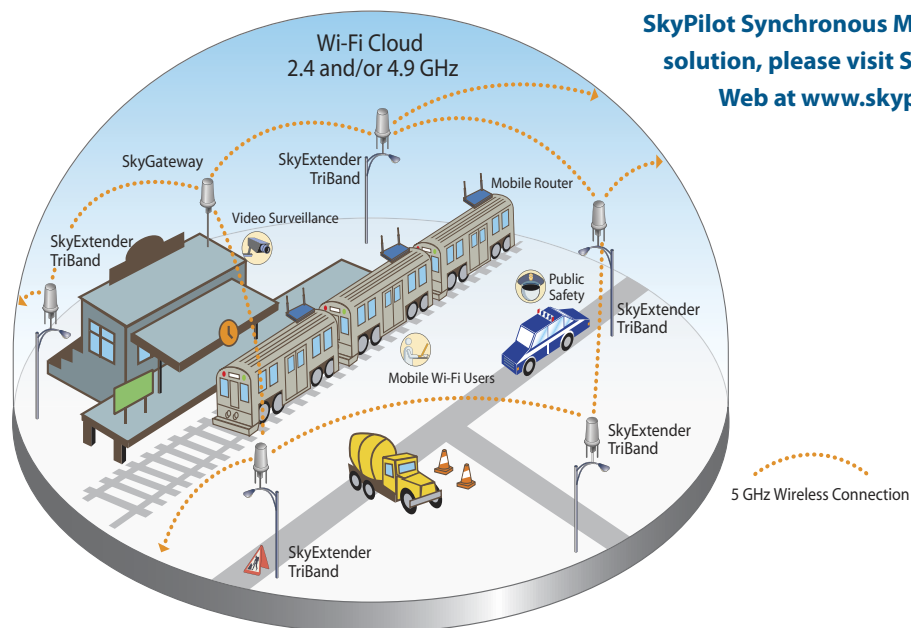 SkyPilot Synchronous
solution, please visit
Web at
Wi-Fi Cloud
2.4 and/or 4.9 GHz
SkyGateway
SkyExtender
TriBand
Mobile Router
Video Surveillance
SkyExtender
TriBand
Public
Safety
SkyExtender
TriBand
Mobile Wi-Fi Users
SkyExtender
TriBand
5 GHz Wireless Connection
SkyExtender
TriBand